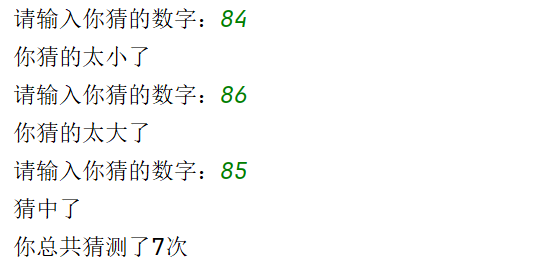 请输入你猜的数字：84
你猜的太小了
请输入你猜的数字：86
你猜的太大了
请输入你猜的数字：85
猜中了
你总共猜测了7次